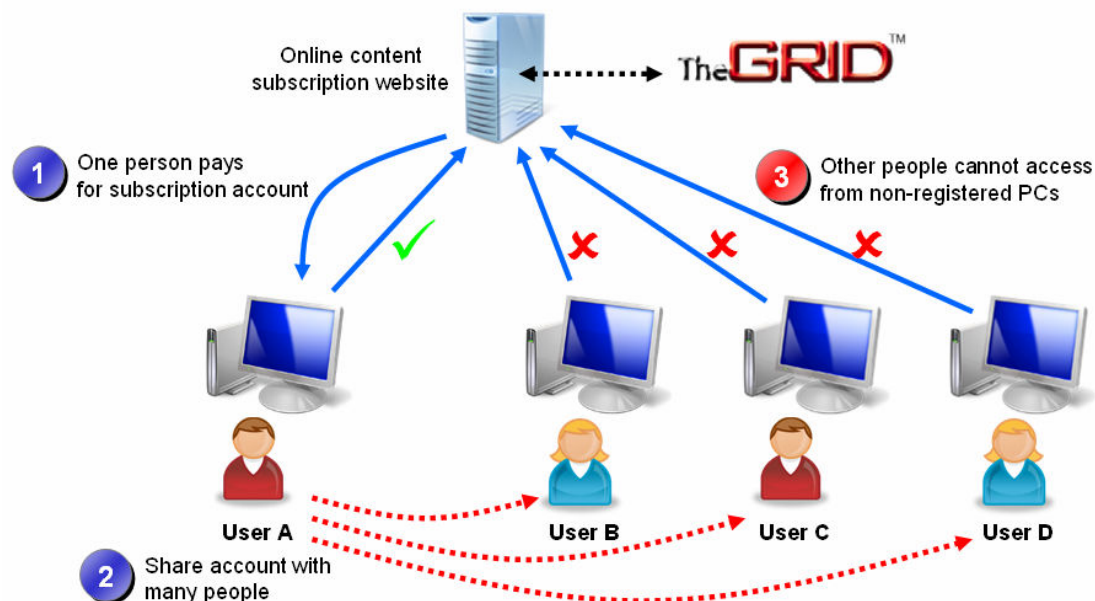 Online content
subscription website
TheGRID™
1
One person pays
for subscription account
3
Other people cannot access
from non-registered PCs
User A
User B
User C
User D
2
Share account with
many people